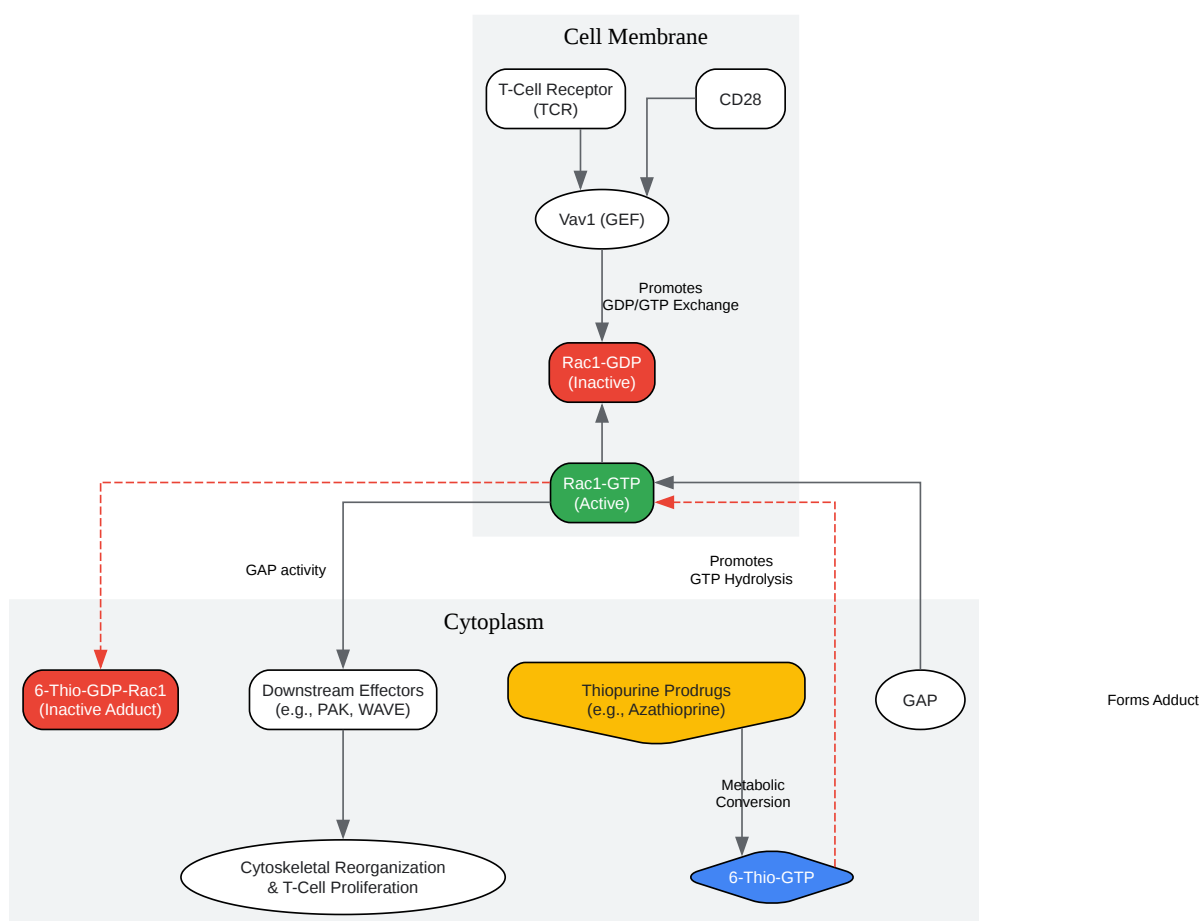 Cell Membrane
T-Cell Receptor
(TCR)
CD28
Vav1 (GEF)
Promotes
GDP/GTP Exchange
Rac1-GDP
(Inactive)
Rac1-GTP
(Active)
GAP activity
Promotes
GTP Hydrolysis
Cytoplasm
6-Thio-GDP-Rac1
(Inactive Adduct)
Downstream Effectors
(e.g., PAK, WAVE)
Thiopurine Prodrugs
(e.g., Azathioprine)
GAP
Forms Adduct
Metabolic
Conversion
Cytoskeletal Reorganization
& T-Cell Proliferation
6-Thio-GTP